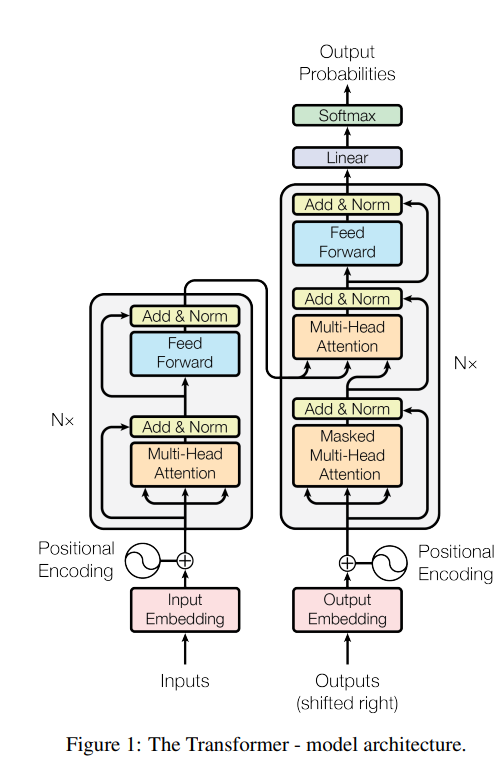 Output
Probabilities
Softmax
Linear
Add & Norm
Feed
Forward
Add & Norm
Multi-Head
Attention
Add & Norm
Masked
Multi-Head
Attention
N×
Add & Norm
Feed
Forward
Add & Norm
Multi-Head
Attention
N×
Positional
Encoding
Positional
Encoding
Input
Embedding
Output
Embedding
Inputs
Outputs
(shifted right)
Figure 1: The Transformer - model architecture.